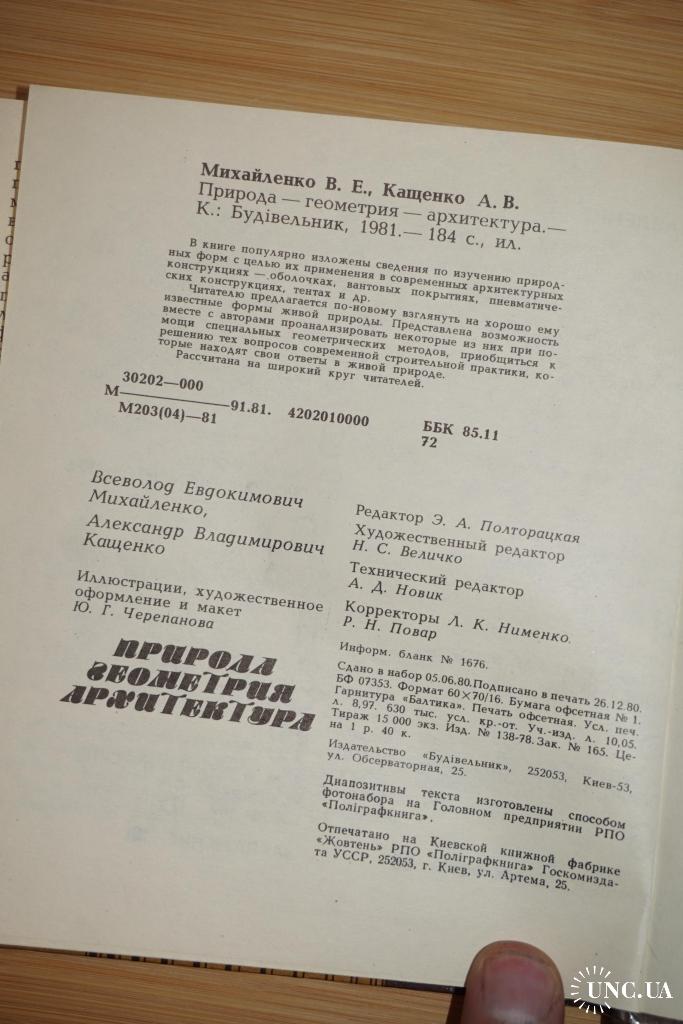 Михайленко В. Е., Кащенко А. В.
Природа — геометрия — архитектура.—
К.: Будівельник, 1981.— 184 с., ил.
В книге популярно изложены сведения по изучению природ-
ных форм с целью их применения в современных архитектурных
конструкциях — оболочках, вантовых покрытиях, пневматиче-
ских конструкциях, тентах и др.
Читателю предлагается по-новому взглянуть на хорошо ему
известные формы живой природы. Представлена возможность
вместе с авторами проанализировать некоторые из них при по-
мощи специальных геометрических методов, приобщиться к
решению тех вопросов современной строительной практики, ко-
торые находят свои ответы в живой природе.
Рассчитана на широкий круг читателей.
30202—000
М————————91.81. 4202010000
М203(04)—81
ББК 85.11
72
Всеволод Евдокимович
Михайленко,
Александр Владимирович
Кащенко
Иллюстрации, художественное
оформление и макет
Ю. Г. Черепанова
ПРИРОДА
ГЕОМЕТРИЯ
АРХИТЕКТУРА
Редактор Э. А. Полторацкая
Художественный редактор
Н. С. Величко
Технический редактор
А. Д. Новик
Корректоры Л. К. Нименко,
Р. Н. Повар
Информ. бланк № 1676.
Сдано в набор 05.06.80. Подписано в печать 26.12.80.
БФ 07353. Формат 60×70/16. Бумага офсетная № 1.
Гарнитура «Балтика». Печать офсетная. Усл. печ.
л. 8,97. 630 тыс. усл. кр.-от. Уч.-изд. л. 10,05.
Тираж 15 000 экз. Изд. № 138-78. Зак. № 165. Це-
на 1 р. 40 к.
Издательство «Будівельник», 252053, Киев-53,
ул. Обсерваторная, 25.
Диапозитивы текста изготовлены способом
фотонабора на Головном предприятии РПО
«Поліграфкнига».
Отпечатано на Киевской книжной фабрике
«Жовтень» РПО «Поліграфкнига» Госкомизда-
та УССР, 252053, г. Киев, ул. Артема, 25.
UNC.UA